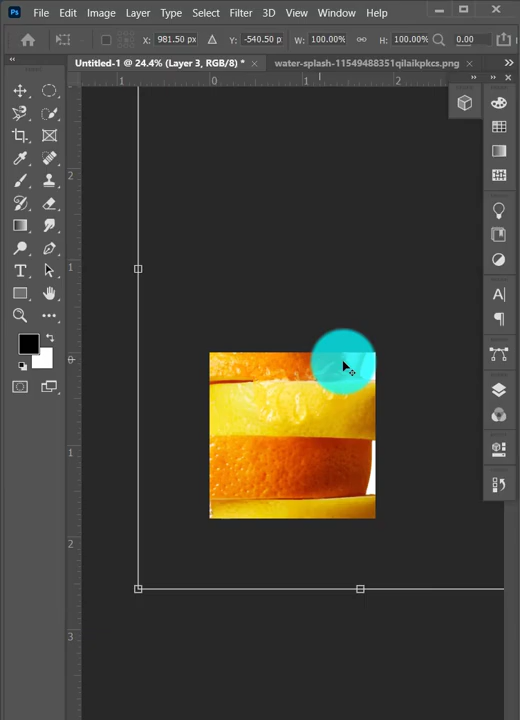 Ps File Edit Image Layer Type Select Filter 3D View Window Help
X: 981.50 px Y: -540.50 p W: 100.00% H: 100.00% 0.00
Untitled-1 @ 24.4% (Layer 3, RGB/8) * × water-splash-11549488351qilaikpkcs.png ×
1 0 1 2
2
1
0
1
2
3
T
A